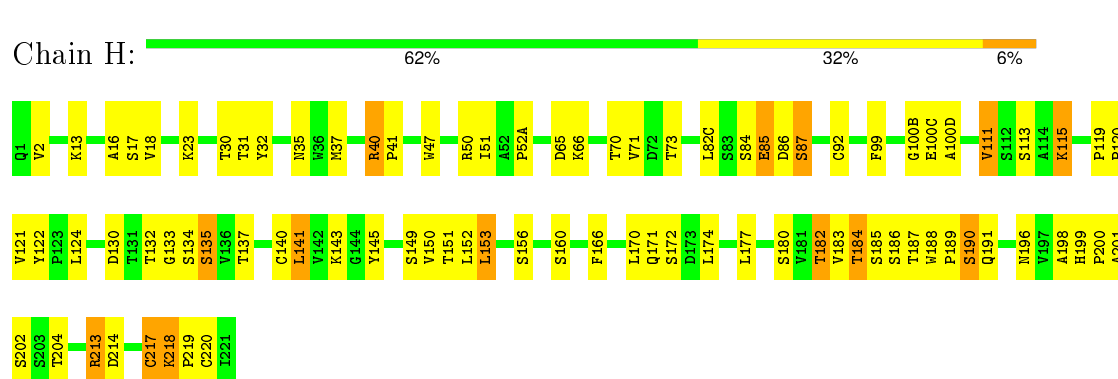 Chain H:
62% 32% 6%
Q1 V2 K13 A16 S17 V18 K23 T30 T31 Y32 N35 W36 M37 R40 P41 W47 R50 I51 A52 P52A D65 K66 T70 V71 D72 T73 L82C S83 S84 E85 D86 S87 C92 F99 G100B E100C A100D V111 S112 S113 A114 K115 P119 P120
V121 Y122 P123 L124 D130 T131 T132 G133 S134 S135 V136 T137 C140 L141 V142 K143 G144 Y145 S149 V150 T151 L152 L153 S156 S160 F166 L170 Q171 S172 D173 L174 L177 S180 V181 T182 V183 T184 S185 S186 T187 W188 P189 S190 Q191 N196 V197 A198 H199 P200 A201
S202 S203 T204 R213 D214 C217 K218 P219 C220 I221